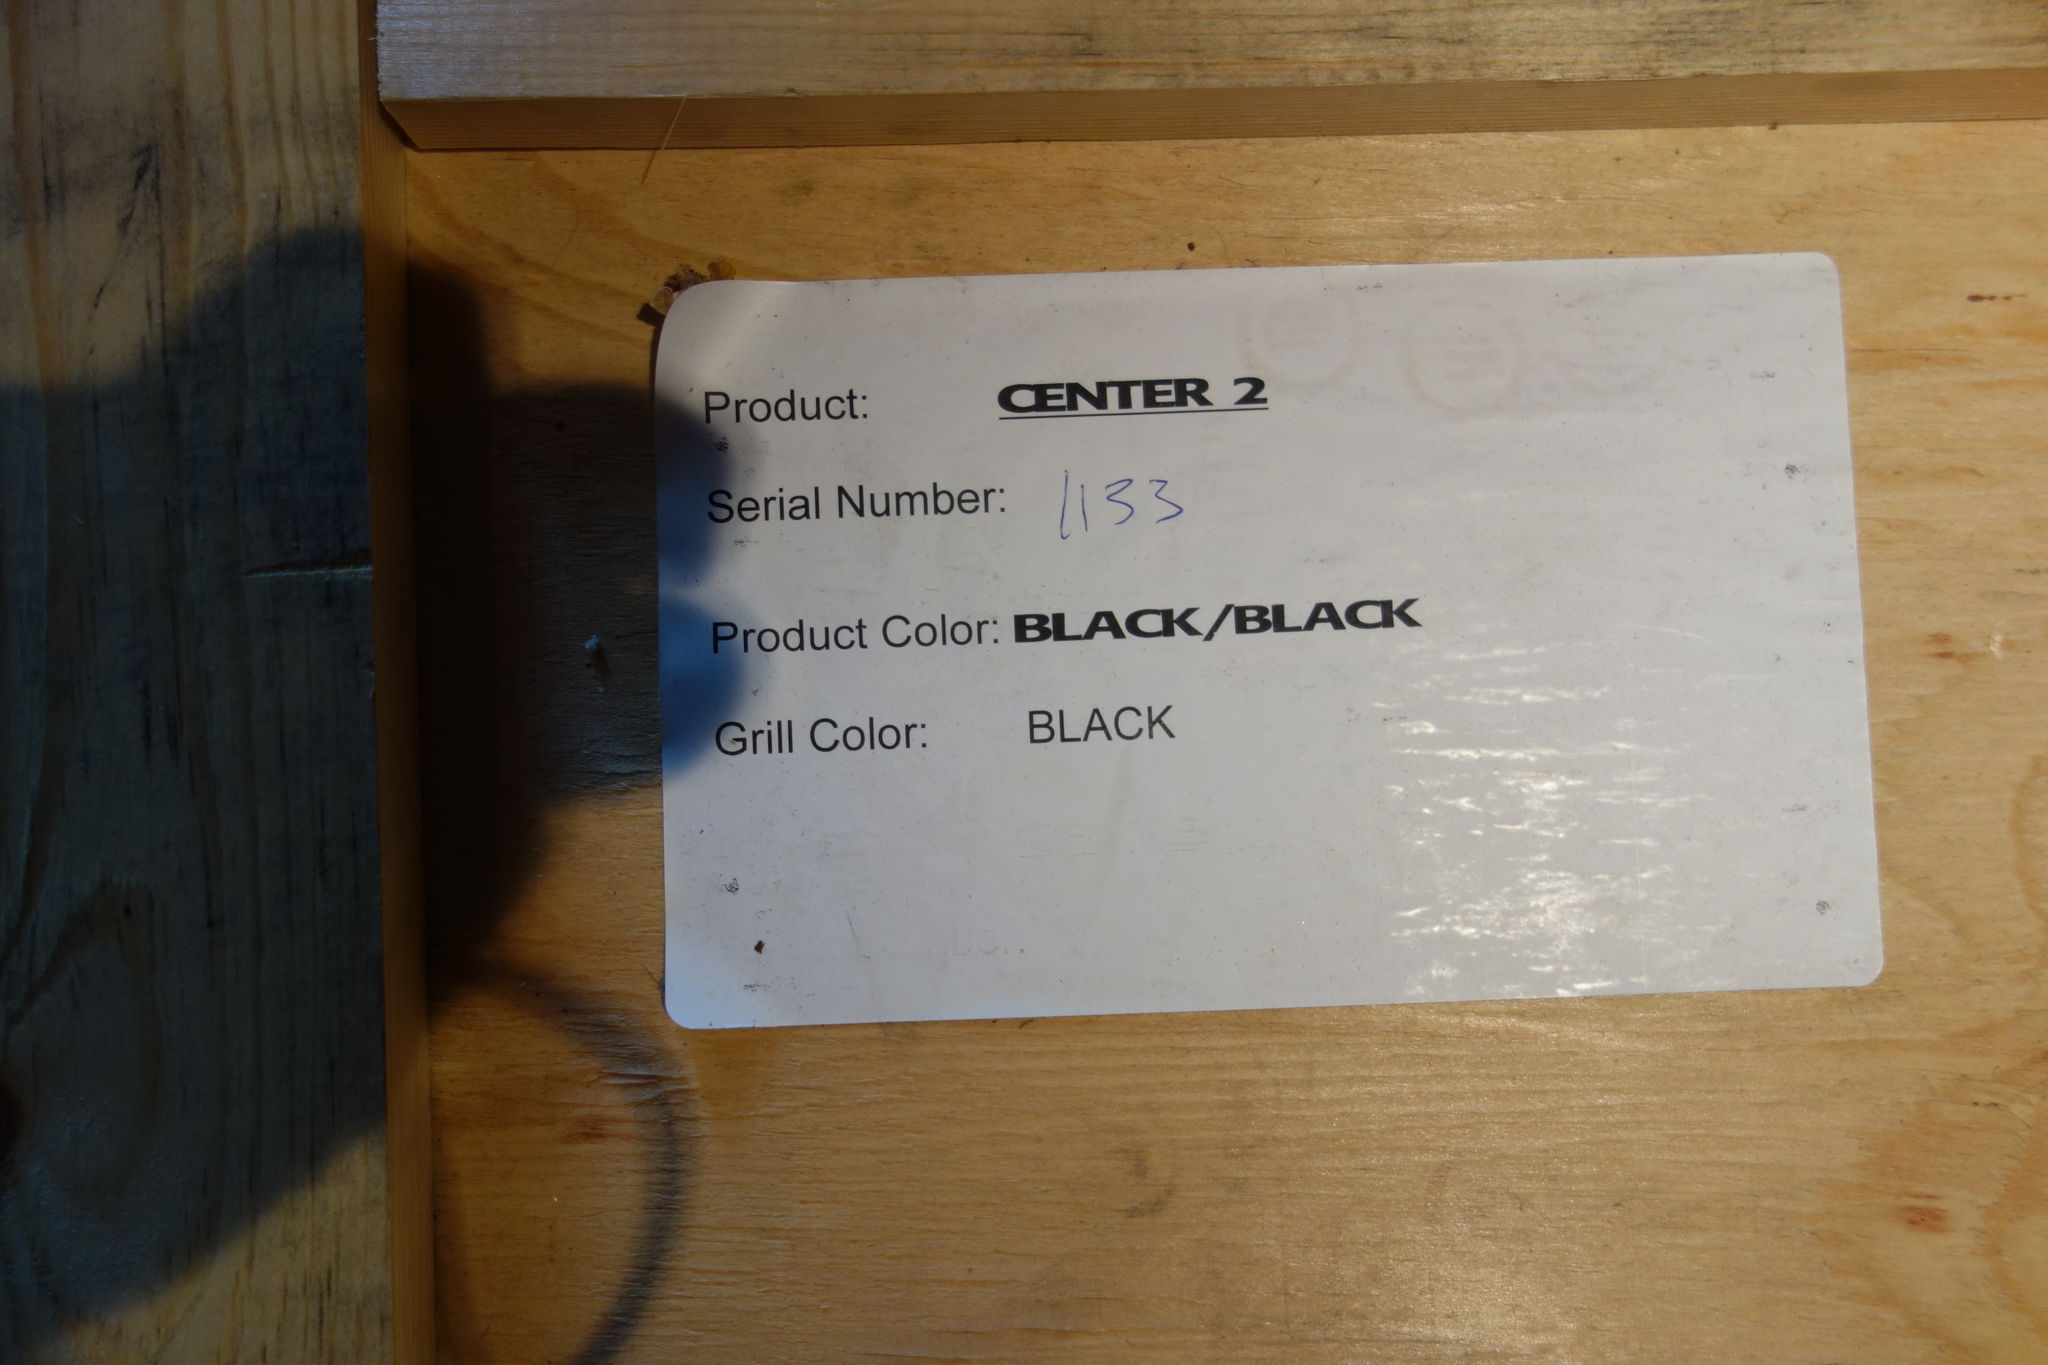 Product: CENTER 2
Serial Number: 1133
Product Color: BLACK/BLACK
Grill Color: BLACK